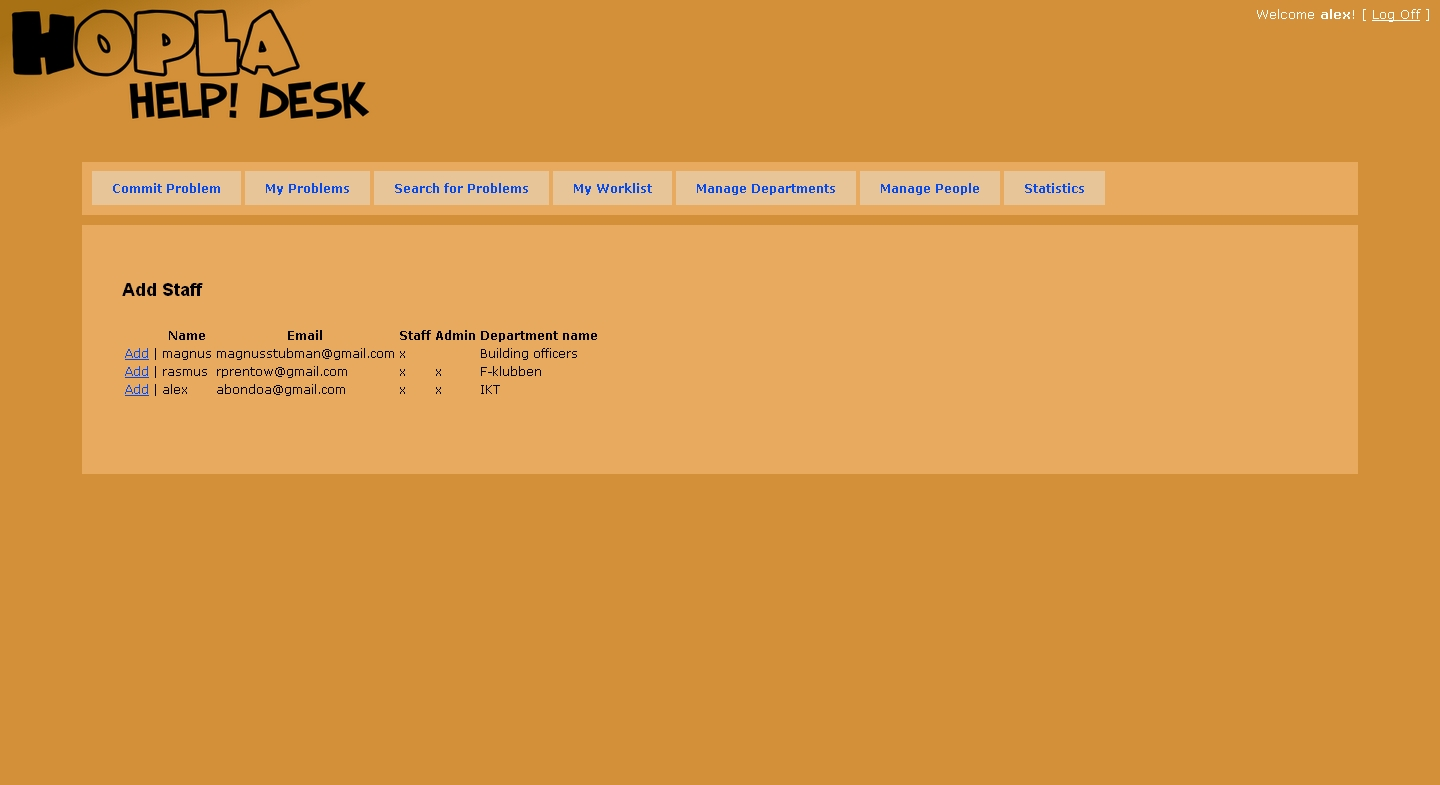 HOPLA
HELP! DESK
Welcome alex! [ Log Off ]
Commit Problem My Problems Search for Problems My Worklist Manage Departments Manage People Statistics
Add Staff
Name Email Staff Admin Department name
Add | magnus magnusstubman@gmail.com x Building officers
Add | rasmus rprentow@gmail.com x x F-klubben
Add | alex abondoa@gmail.com x x IKT